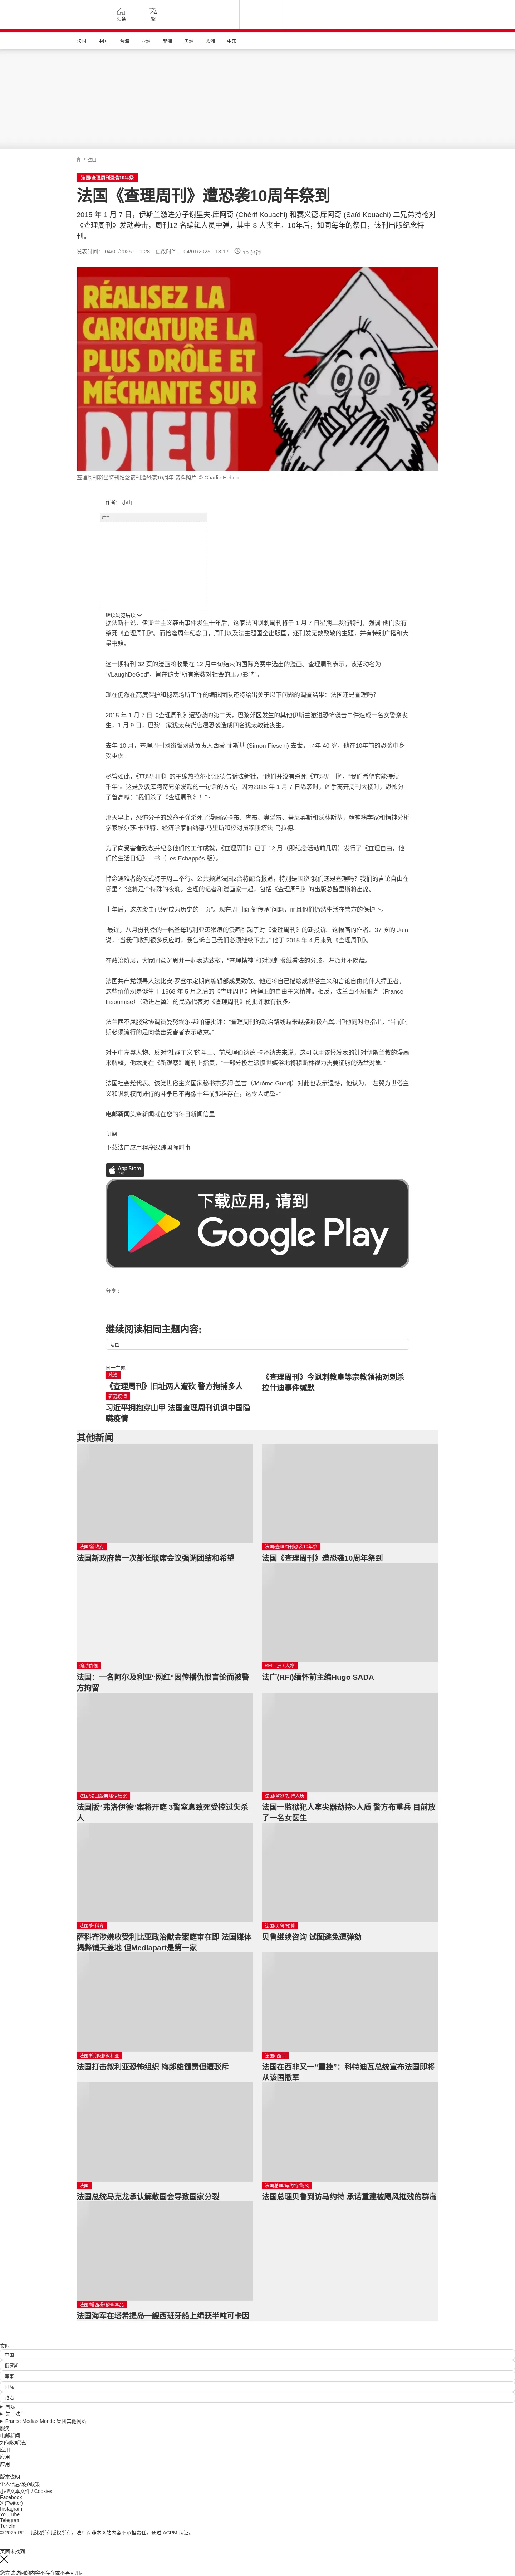 头条
繁
法国
中国
台海
亚洲
非洲
美洲
欧洲
中东
/ 法国
法国/查理周刊恐袭10年祭
法国《查理周刊》遭恐袭10周年祭到
2015 年 1 月 7 日，伊斯兰激进分子谢里夫·库阿奇 (Chérif Kouachi) 和赛义德·库阿奇 (Saïd Kouachi) 二兄弟持枪对
《查理周刊》发动袭击，周刊12 名编辑人员中弹，其中 8 人丧生。10年后，如同每年的祭日，该刊出版纪念特
刊。
发表时间： 04/01/2025 - 11:26 更改时间： 04/01/2025 - 13:17 10 分钟
RÉALISEZ LA
CARICATURE LA
PLUS DRÔLE ET
MÉCHANTE SUR
DIEU
查理周刊将出特刊纪念该刊遭恐袭10周年 资料照片 © Charlie Hebdo
作者： 小山
广告
继续浏览后续
据法新社说，伊斯兰主义袭击事件发生十年后，这家法国讽刺周刊将于 1 月 7 日星期二发行特刊，强调“他们没有
杀死《查理周刊》”。而恰逢周年纪念日，周刊以及法主题国全出版国，还刊发无数致敬的主题，并有特别广播和大
量书籍。
这一期特刊 32 页的漫画将收录在 12 月中旬结束的国际竞赛中选出的漫画。查理周刊表示，该活动名为
“#LaughDeGod”，旨在谴责“所有宗教对社会的压力影响”。
现在仍然在高度保护和秘密场所工作的编辑团队还将给出关于以下问题的调查结果：法国还是查理吗？
2015 年 1 月 7 日《查理周刊》遭恐袭的第二天，巴黎郊区发生的其他伊斯兰激进恐怖袭击事件造成一名女警察丧
生，1 月 9 日，巴黎一家犹太杂货店遭恐袭造成四名犹太教徒丧生。
去年 10 月，查理周刊网络版网站负责人西蒙·菲斯基 (Simon Fieschi) 去世，享年 40 岁，他在10年前的恐袭中身
受重伤。
尽管如此，《查理周刊》的主编热拉尔·比亚德告诉法新社，“他们并没有杀死《查理周刊》”，“我们希望它能持续一
千年”。这是反驳库阿奇兄弟发起的一句话的方式，因为2015 年 1 月 7 日恐袭时，凶手离开周刊大楼时，恐怖分
子曾高喊：“我们杀了《查理周刊》！” -
那天早上，恐怖分子的致命子弹杀死了漫画家卡布、查布、奥诺雷、蒂尼奥斯和沃林斯基，精神病学家和精神分析
学家埃尔莎·卡亚特，经济学家伯纳德·马里斯和校对员穆斯塔法·乌拉德。
为了向受害者致敬并纪念他们的工作成就，《查理周刊》已于 12 月（即纪念活动前几周）发行了《查理自由，他
们的生活日记》一书（Les Echappés 版）。
悼念遇难者的仪式将于周二举行。公共频道法国2台将配合报道，特别是围绕“我们还是查理吗？我们的言论自由在
哪里？”这将是个特殊的夜晚。查理的记者和漫画家一起，包括《查理周刊》的出版总监里斯将出席。
十年后，这次袭击已经“成为历史的一页”，现在周刊面临“传承”问题，而且他们仍然生活在警方的保护下。
最近，八月份刊登的一幅圣母玛利亚患猴痘的漫画引起了对《查理周刊》的新投诉。这幅画的作者、37 岁的 Juin
说，“当我们收到很多反应时，我告诉自己我们必须继续下去。” 他于 2015 年 4 月来到《查理周刊》。
在政治阶层，大家同意沉思并一起表达致敬，“查理精神”和对讽刺报纸看法的分歧，左派并不隐藏。
法国共产党领导人法比安·罗塞尔定期向编辑部成员致敬。他还将自己描绘成世俗主义和言论自由的伟大捍卫者，
这些价值观是诞生于 1968 年 5 月之后的《查理周刊》所捍卫的自由主义精神。相反，法兰西不屈服党（France
Insoumise）（激进左翼）的民选代表对《查理周刊》的批评就有很多。
法兰西不屈服党协调员曼努埃尔·邦帕德批评：“查理周刊的政治路线越来越接近极右翼。”但他同时也指出，“当前时
期必须流行的是向袭击受害者表示敬意。”
对于中左翼人物、反对“社群主义”的斗士、前总理伯纳德·卡泽纳夫来说，这可以用该报发表的针对伊斯兰教的漫画
来解释，他本周在《新观察》周刊上指责，“一部分极左派愤世嫉俗地将穆斯林视为需要征服的选举对象。”
法国社会党代表、该党世俗主义国家秘书杰罗姆·盖吉（Jérôme Guedj）对此也表示遗憾，他认为，“左翼为世俗主
义和讽刺权而进行的斗争已不再像十年前那样存在，这令人绝望。”
电邮新闻头条新闻就在您的每日新闻信里
订阅
下载法广应用程序跟踪国际时事
App Store
下载
下载应用，请到
Google Play
分享 :
继续阅读相同主题内容:
法国
同一主题
政治
《查理周刊》旧址两人遭砍 警方拘捕多人
《查理周刊》今讽刺教皇等宗教领袖对刺杀
拉什迪事件缄默
新冠疫情
习近平拥抱穿山甲 法国查理周刊讥讽中国隐
瞒疫情
其他新闻
法国/新政府
法国新政府第一次部长联席会议强调团结和希望
法国/查理周刊恐袭10年祭
法国《查理周刊》遭恐袭10周年祭到
煽动仇恨
法国：一名阿尔及利亚“网红”因传播仇恨言论而被警
方拘留
RFI亚洲 / 人物
法广(RFI)缅怀前主编Hugo SADA
法国/法国版弗洛伊德案
法国版“弗洛伊德”案将开庭 3警窒息致死受控过失杀
人
法国/监狱/劫持人质
法国一监狱犯人拿尖器劫持5人质 警方布重兵 目前放
了一名女医生
法国/萨科齐
萨科齐涉嫌收受利比亚政治献金案庭审在即 法国媒体
揭弊铺天盖地 但Mediapart是第一家
法国/贝鲁/预算
贝鲁继续咨询 试图避免遭弹劾
法国/梅郎雄/叙利亚
法国打击叙利亚恐怖组织 梅郎雄谴责但遭驳斥
法国/ 西非
法国在西非又一“重挫”：科特迪瓦总统宣布法国即将
从该国撤军
法国
法国总统马克龙承认解散国会导致国家分裂
法国总理/马约特/飓风
法国总理贝鲁到访马约特 承诺重建被飓风摧残的群岛
法国/塔西提/缉查毒品
法国海军在塔希提岛一艘西班牙船上缉获半吨可卡因
实时
中国
俄罗斯
军事
国际
政治
国际
关于法广
France Médias Monde 集团其他网站
服务
电邮新闻
如何收听法广
应用
应用
应用
版本说明
个人信息保护政策
小型文本文件 / Cookies
Facebook
X (Twitter)
Instagram
YouTube
Telegram
TuneIn
© 2025 RFI – 版权所有版权所有。法广对非本网站内容不承担责任。通过 ACPM 认证。
页面未找到
您尝试访问的内容不存在或不再可用。